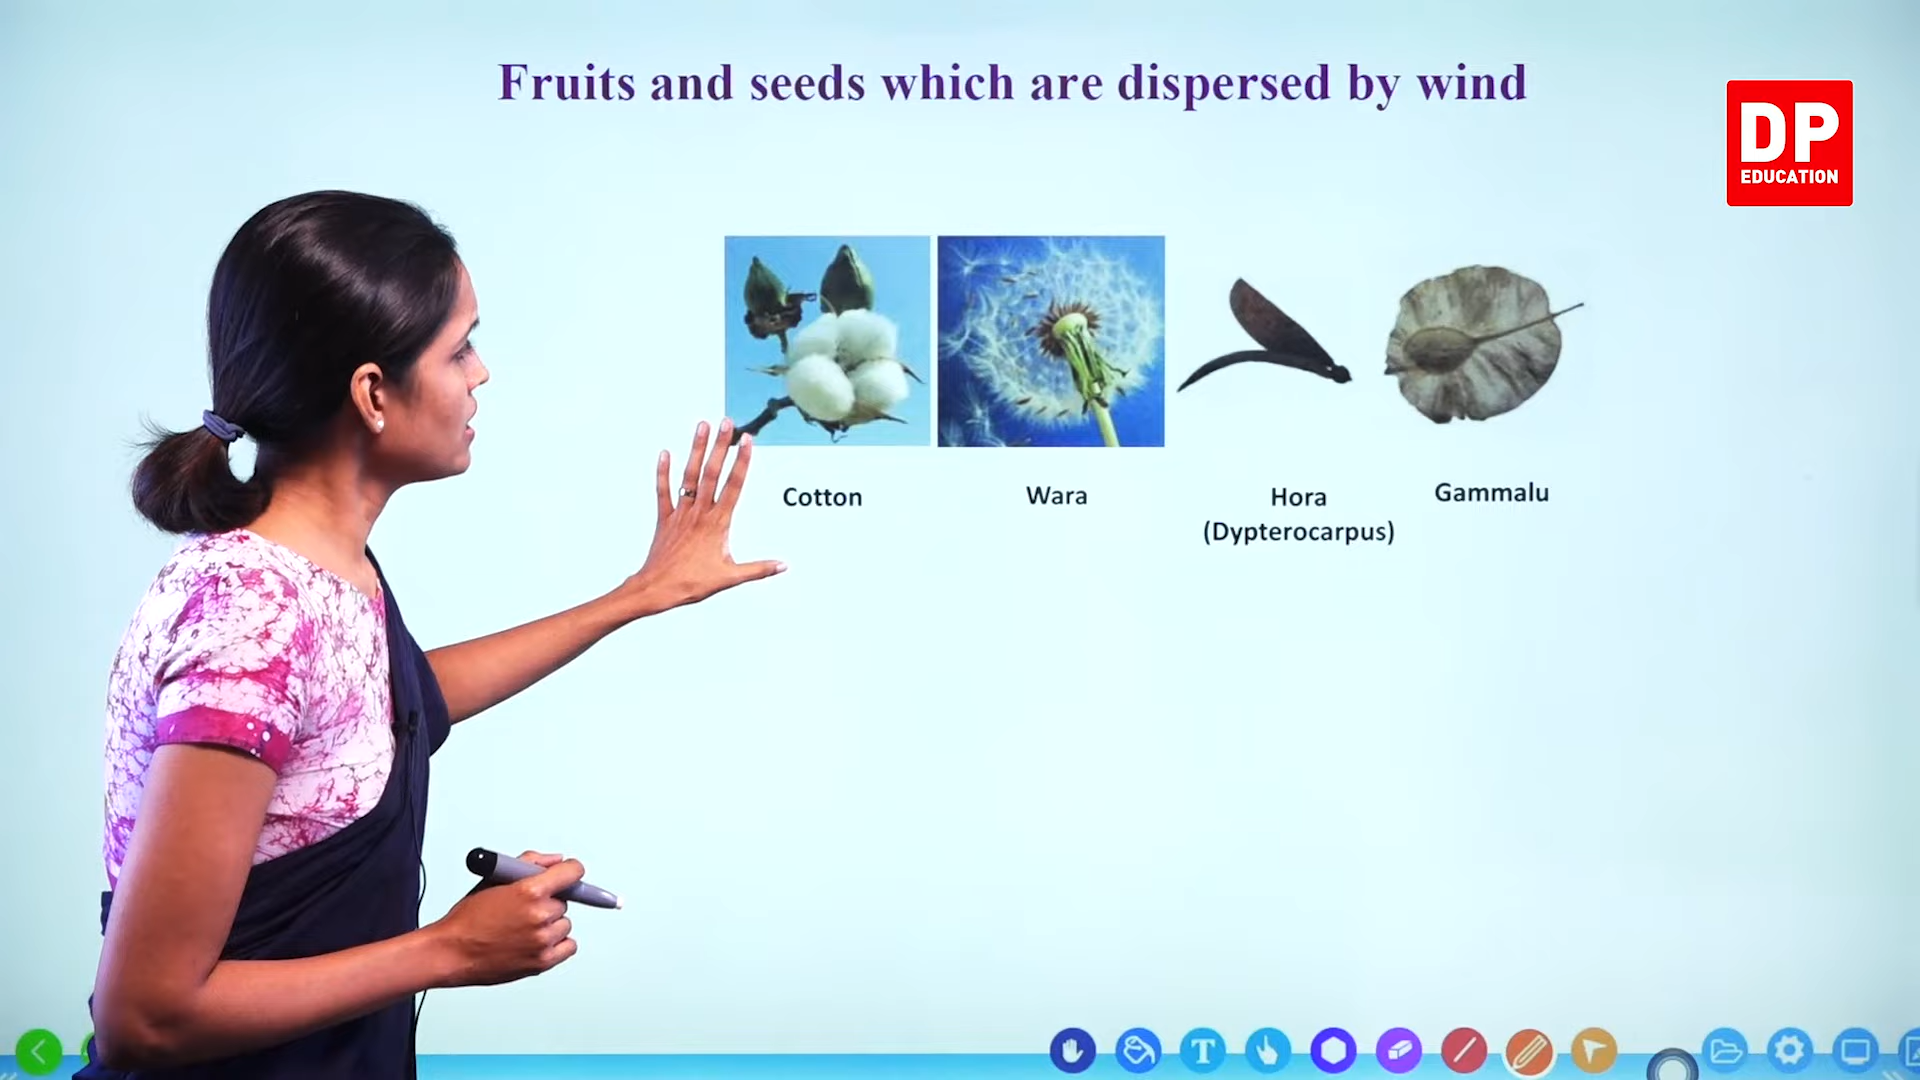 Fruits and seeds which are dispersed by wind
DP
EDUCATION
Cotton
Wara
Hora
(Dypterocarpus)
Gammalu
T